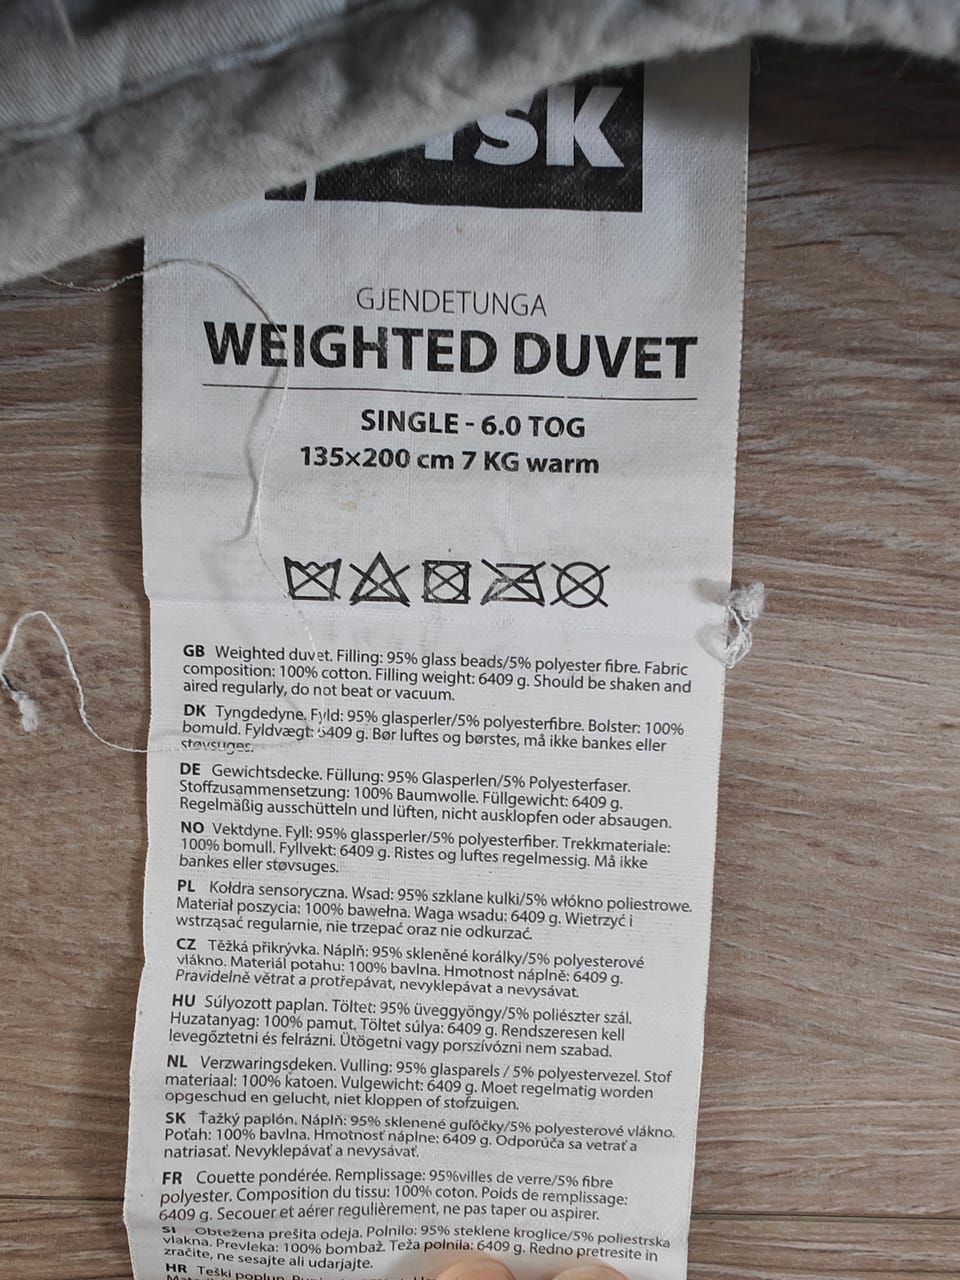 YSK
GJENDETUNGA
WEIGHTED DUVET
SINGLE - 6.0 TOG
135×200 cm 7 KG warm
GB Weighted duvet. Filling: 95% glass beads/5% polyester fibre. Fabric
composition: 100% cotton. Filling weight: 6409 g. Should be shaken and
aired regularly, do not beat or vacuum.
DK Tyngdedyne. Fyld: 95% glasperler/5% polyesterfibre. Bolster: 100%
bomuld. Fyldvægt: 6409 g. Bør luftes og børstes, må ikke bankes eller
støvsuges.
DE Gewichtsdecke. Füllung: 95% Glasperlen/5% Polyesterfaser.
Stoffzusammensetzung: 100% Baumwolle. Füllgewicht: 6409 g.
Regelmäßig ausschütteln und lüften, nicht ausklopfen oder absaugen.
NO Vektdyne. Fyll: 95% glassperler/5% polyesterfiber. Trekkmateriale:
100% bomull. Fyllvekt: 6409 g. Ristes og luftes regelmessig. Må ikke
bankes eller støvsuges.
PL Kołdra sensoryczna. Wsad: 95% szklane kulki/5% włókno poliestrowe.
Materiał poszycia: 100% bawełna. Waga wsadu: 6409 g. Wietrzyć i
wstrząsać regularnie, nie trzepać oraz nie odkurzać.
CZ Těžká přikrývka. Náplň: 95% skleněné korálky/5% polyesterové
vlákno. Materiál potahu: 100% bavlna. Hmotnost náplně: 6409 g.
Pravidelně větrat a protřepávat, nevyklepávat a nevysávat.
HU Súlyozott paplan. Töltet: 95% üveggyöngy/5% poliészter szál.
Huzatanyag: 100% pamut. Töltet súlya: 6409 g. Rendszeresen kell
levegőztetni és felrázni. Ütögetni vagy porszívózni nem szabad.
NL Verzwaringsdeken. Vulling: 95% glasparels / 5% polyestervezel. Stof
materiaal: 100% katoen. Vulgewicht: 6409 g. Moet regelmatig worden
opgeschud en gelucht, niet kloppen of stofzuigen.
SK Ťažký paplón. Náplň: 95% sklenené guľôčky/5% polyesterové vlákno.
Poťah: 100% bavlna. Hmotnosť náplne: 6409 g. Odporúča sa vetrať a
natriasať. Nevyklepávať a nevysávať.
FR Couette pondérée. Remplissage: 95%villes de verre/5% fibre
polyester. Composition du tissu: 100% coton. Poids de remplissage:
6409 g. Secouer et aérer regulièrement, ne pas taper ou aspirer.
SI Obtežena prešita odeja. Polnilo: 95% steklene kroglice/5% poliestrska
vlakna. Prevleka: 100% bombaž. Teža polnila: 6409 g. Redno pretresite in
zračite, ne sesajte ali udarjajte.
HR Teški poplun.